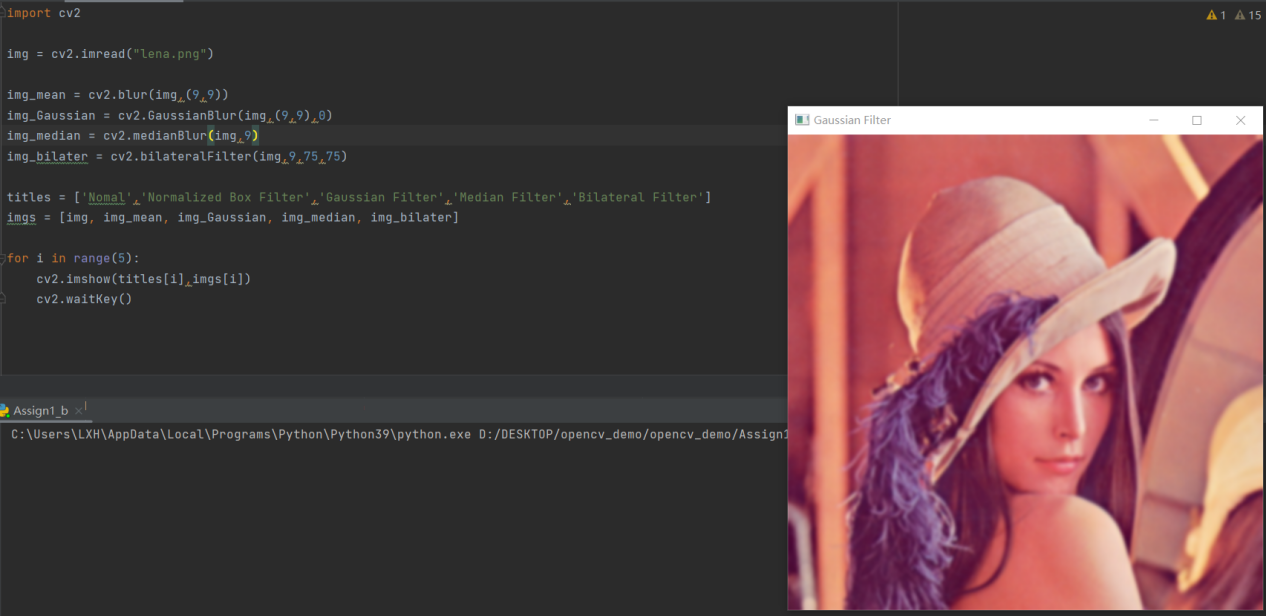 import cv2
1 15
img = cv2.imread("lena.png")
img_mean = cv2.blur(img,(9,9))
img_Gaussian = cv2.GaussianBlur(img,(9,9),0)
img_median = cv2.medianBlur(img,9)
img_bilater = cv2.bilateralFilter(img,9,75,75)
titles = ['Nomal','Normalized Box Filter','Gaussian Filter','Median Filter','Bilateral Filter']
imgs = [img, img_mean, img_Gaussian, img_median, img_bilater]
for i in range(5):
    cv2.imshow(titles[i],imgs[i])
    cv2.waitKey()
Gaussian Filter
Assign1_b
C:\Users\LXH\AppData\Local\Programs\Python\Python39\python.exe D:/DESKTOP/opencv_demo/opencv_demo/Assign1